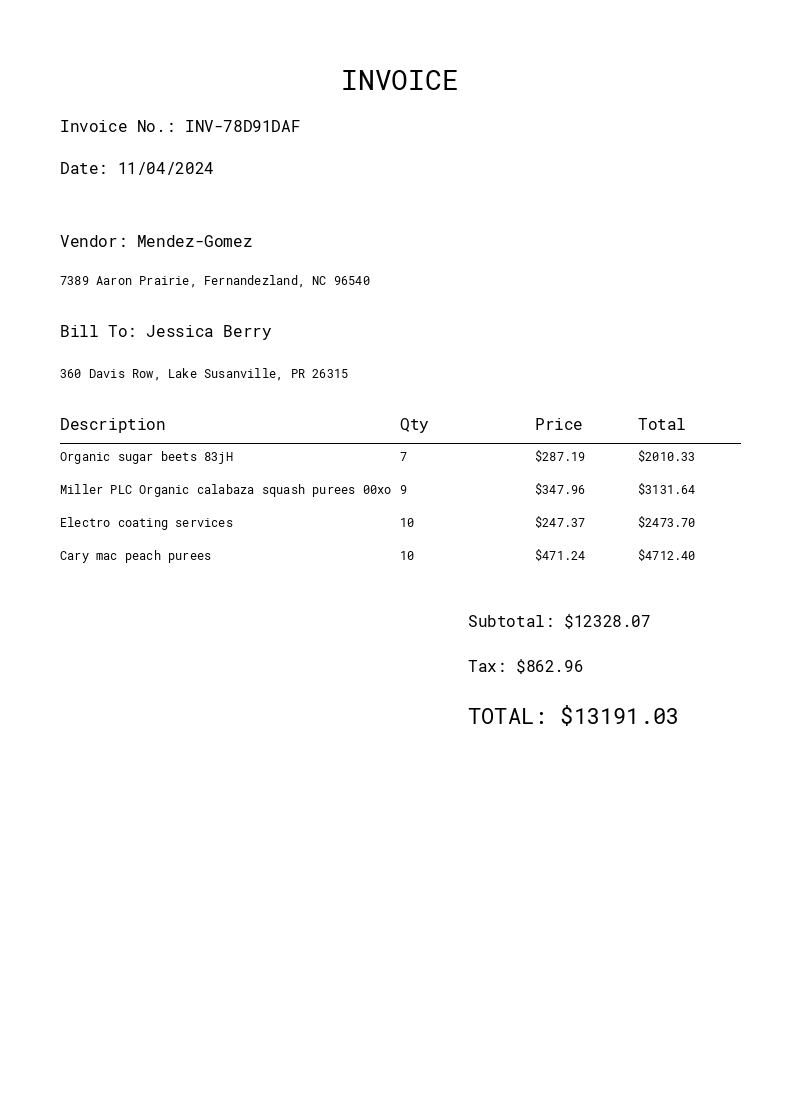 INVOICE
Invoice No.: INV-78D91DAF
Date: 11/04/2024
Vendor: Mendez-Gomez
7389 Aaron Prairie, Fernandezland, NC 96540
Bill To: Jessica Berry
360 Davis Row, Lake Susanville, PR 26315
Description Qty Price Total
Organic sugar beets 83jH 7 $287.19 $2010.33
Miller PLC Organic calabaza squash purees 00xo 9 $347.96 $3131.64
Electro coating services 10 $247.37 $2473.70
Cary mac peach purees 10 $471.24 $4712.40
Subtotal: $12328.07
Tax: $862.96
TOTAL: $13191.03